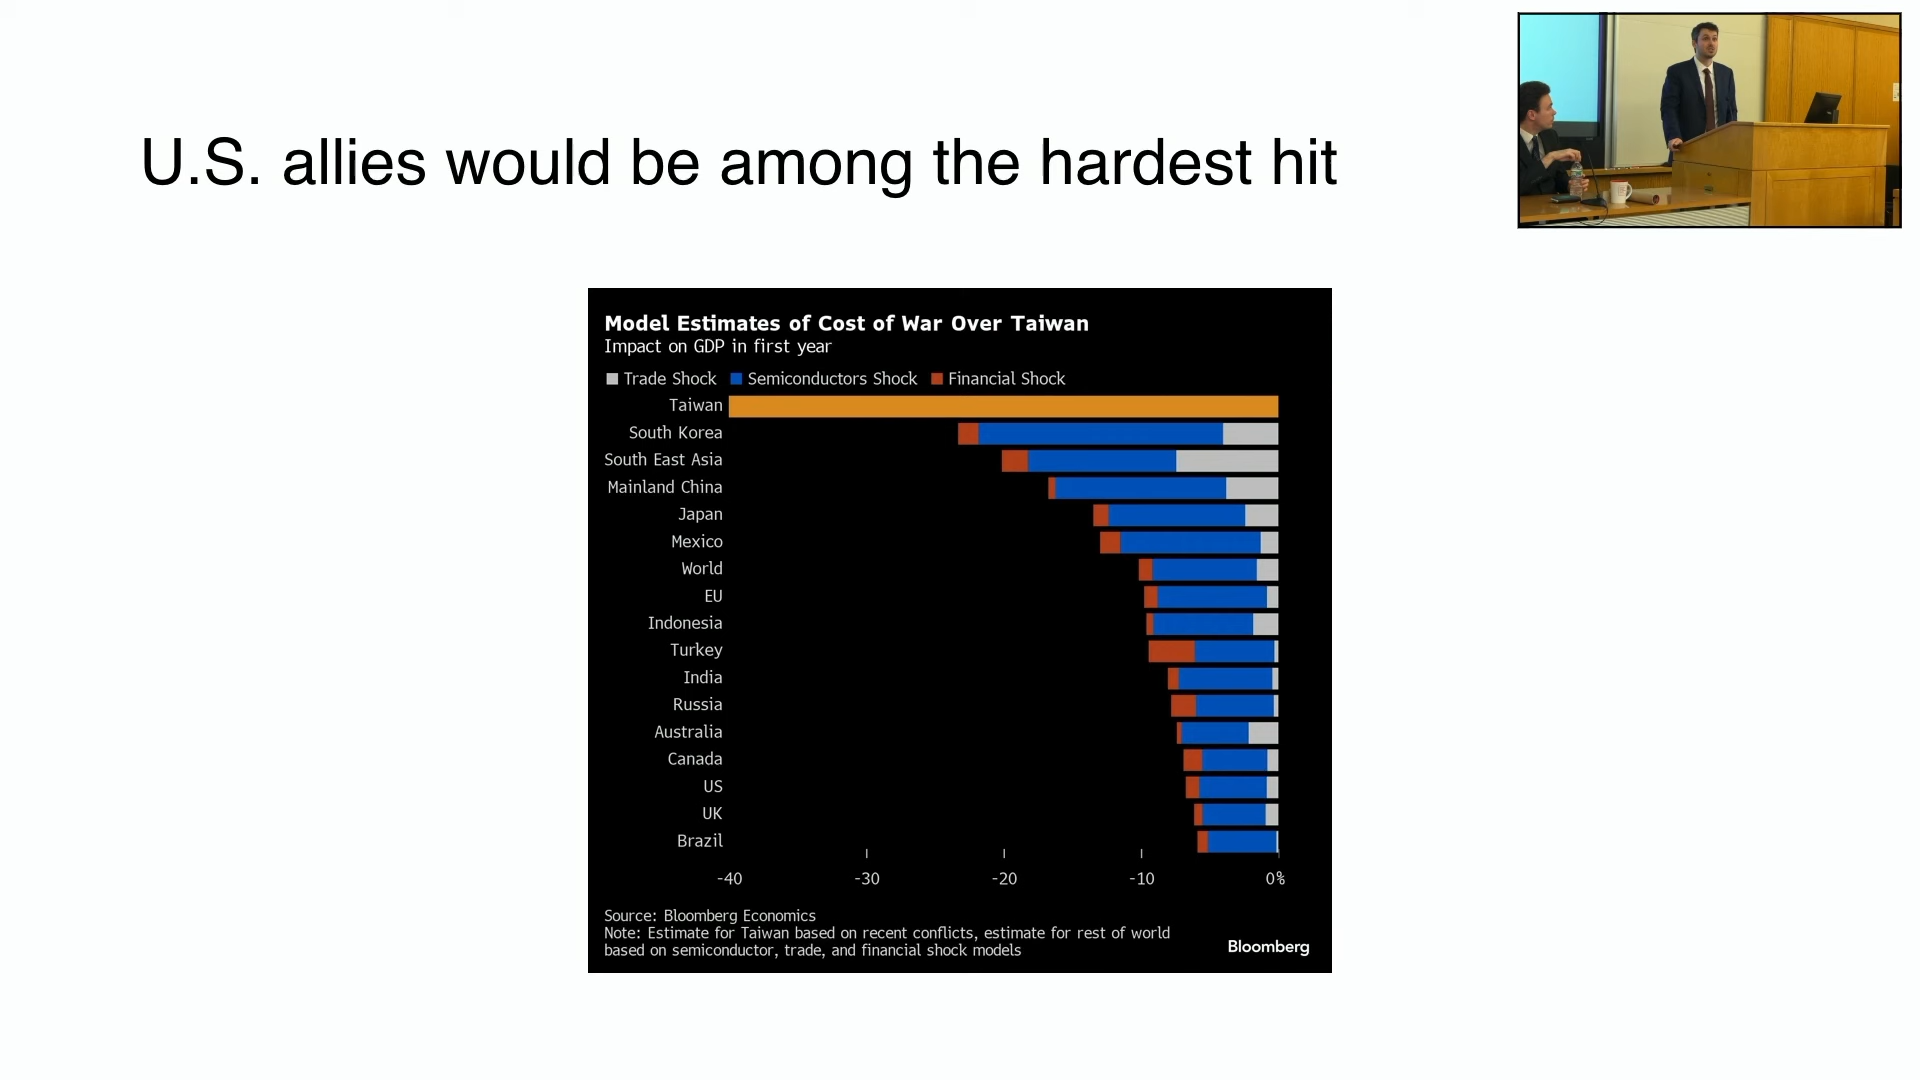 U.S. allies would be among the hardest hit
Model Estimates of Cost of War Over Taiwan
Impact on GDP in first year
Trade Shock Semiconductors Shock Financial Shock
Taiwan
South Korea
South East Asia
Mainland China
Japan
Mexico
World
EU
Indonesia
Turkey
India
Russia
Australia
Canada
US
UK
Brazil
-40 -30 -20 -10 0%
Source: Bloomberg Economics
Note: Estimate for Taiwan based on recent conflicts, estimate for rest of world
based on semiconductor, trade, and financial shock models
Bloomberg